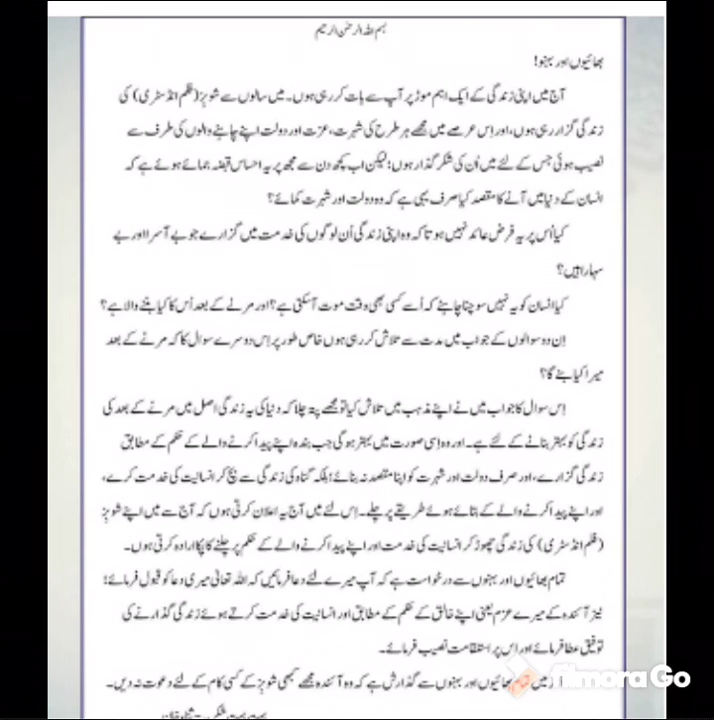 بسم اللہ الرحمٰن الرحیم
بھائیوں اور بہنو!
آج میں اپنی زندگی کے ایک اہم موڑ پر آپ سے بات کر رہی ہوں۔ میں سالوں سے شوبِز (فلم انڈسٹری) کی
زندگی گزار رہی ہوں، اور اِس عرصے میں مجھے ہر طرح کی شہرت، عزت اور دولت اپنے چاہنے والوں کی طرف سے
نصیب ہوئی جس کے لئے میں اُن کی شکر گذار ہوں؛ لیکن اب کچھ دن سے مجھ پر یہ احساس قبضہ جمائے ہوئے ہے کہ
انسان کے دنیا میں آنے کا مقصد کیا صرف یہی ہے کہ وہ دولت اور شہرت کمائے؟
کیا اُس پر یہ فرض عائد نہیں ہوتا کہ وہ اپنی زندگی اُن لوگوں کی خدمت میں گزارے جو بے آسرا اور بے
سہارا ہیں؟
کیا انسان کو یہ نہیں سوچنا چاہئے کہ اُسے کسی بھی وقت موت آسکتی ہے؟ اور مرنے کے بعد اُس کا کیا بننے والا ہے؟
اِن دو سوالوں کے جواب میں مدت سے تلاش کر رہی ہوں خاص طور پر اِس دوسرے سوال کا کہ مرنے کے بعد
میرا کیا بنے گا؟
اِس سوال کا جواب میں نے اپنے مذہب میں تلاش کیا تو مجھے پتہ چلا کہ دنیا کی یہ زندگی اصل میں مرنے کے بعد کی
زندگی کو بہتر بنانے کے لئے ہے۔ اور وہ اِسی صورت میں بہتر ہوگی جب بندہ اپنے پیدا کرنے والے کے حکم کے مطابق
زندگی گزارے، اور صرف دولت اور شہرت کو اپنا مقصد نہ بنائے؛ بلکہ گناہ کی زندگی سے بچ کر انسانیت کی خدمت کرے،
اور اپنے پیدا کرنے والے کے بتائے ہوئے طریقے پر چلے۔ اِس لئے میں آج یہ اعلان کرتی ہوں کہ آج سے میں اپنے شوبِز
(فلم انڈسٹری) کی زندگی چھوڑ کر انسانیت کی خدمت اور اپنے پیدا کرنے والے کے حکم پر چلنے کا پکا ارادہ کرتی ہوں۔
تمام بھائیوں اور بہنوں سے درخواست ہے کہ آپ میرے لئے دعا فرمائیں کہ اللہ تعالیٰ میری دعا کو قبول فرمائے؛
نیز آئندہ کے میرے عزم یعنی اپنے خالق کے حکم کے مطابق اور انسانیت کی خدمت کرتے ہوئے زندگی گذارنے کی
توفیق عطا فرمائے اور اِس پر استقامت نصیب فرمائے۔
میں تمام بھائیوں اور بہنوں سے گذارش ہے کہ وہ آئندہ مجھے کبھی شوبِز کے کسی کام کے لئے دعوت نہ دیں۔
filmora Go
بہت بہت شکریہ ثناء خان